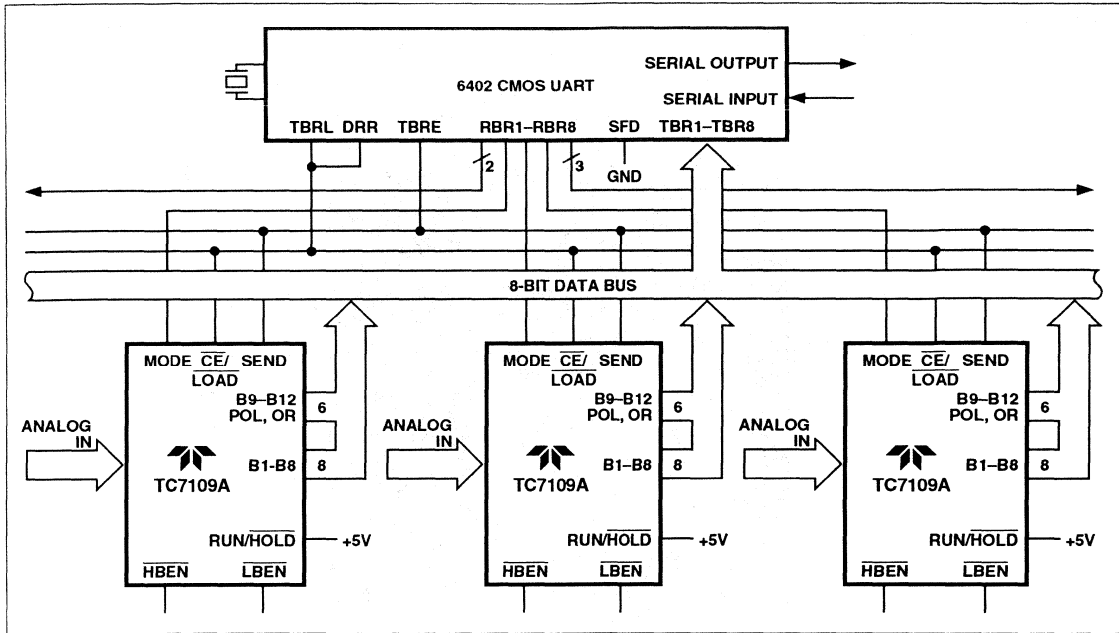 SERIAL OUTPUT
6402 CMOS UART
SERIAL INPUT
TBRL DRR TBRE RBR1–RBR8 SFD TBR1–TBR8
2 3
GND
8-BIT DATA BUS
MODE CE/ SEND
LOAD
B9–B12
POL, OR
6
ANALOG
IN
B1-B8
8
TC7109A
RUN/HOLD
+5V
HBEN LBEN
MODE CE/ SEND
LOAD
B9–B12
POL, OR
6
ANALOG
IN
B1–B8
8
TC7109A
RUN/HOLD
+5V
HBEN LBEN
MODE CE/ SEND
LOAD
B9–B12
POL, OR
6
ANALOG
IN
B1–B8
8
TC7109A
RUN/HOLD
+5V
HBEN LBEN